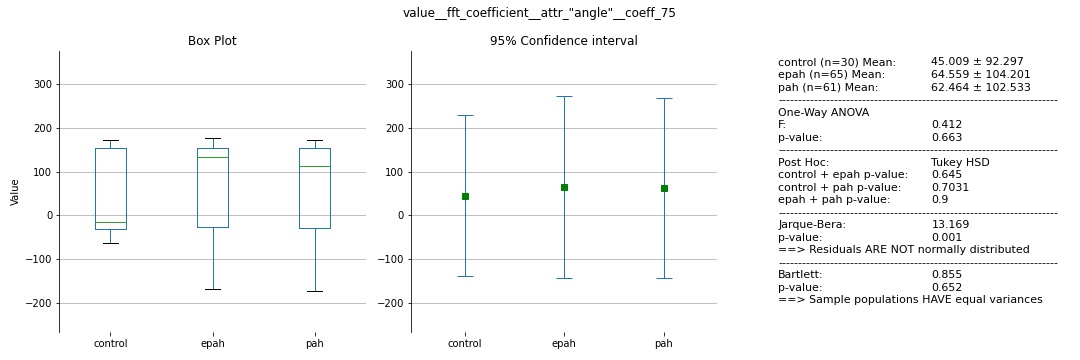 value__fft_coefficient__attr_"angle"__coeff_75
Box Plot
Value
300
200
100
0
−100
−200
control epah pah
95% Confidence interval
300
200
100
0
−100
−200
control epah pah
control (n=30) Mean: 45.009 ± 92.297
epah (n=65) Mean: 64.559 ± 104.201
pah (n=61) Mean: 62.464 ± 102.533
One-Way ANOVA
F: 0.412
p-value: 0.663
Post Hoc: Tukey HSD
control + epah p-value: 0.645
control + pah p-value: 0.7031
epah + pah p-value: 0.9
Jarque-Bera: 13.169
p-value: 0.001
==> Residuals ARE NOT normally distributed
Bartlett: 0.855
p-value: 0.652
==> Sample populations HAVE equal variances